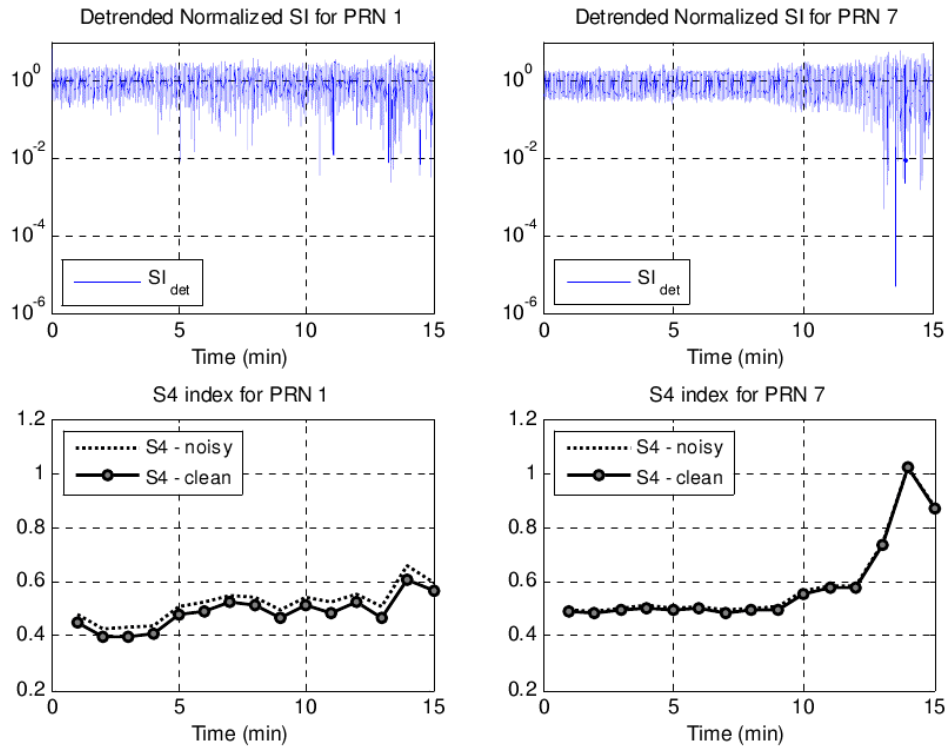 Detrended Normalized SI for PRN 1
10^0
10^-2
10^-4
10^-6
SI_det
0 5 10 15
Time (min)
Detrended Normalized SI for PRN 7
10^0
10^-2
10^-4
10^-6
SI_det
0 5 10 15
Time (min)
S4 index for PRN 1
1.2
1
0.8
0.6
0.4
0.2
S4 - noisy
S4 - clean
0 5 10 15
Time (min)
S4 index for PRN 7
1.2
1
0.8
0.6
0.4
0.2
S4 - noisy
S4 - clean
0 5 10 15
Time (min)